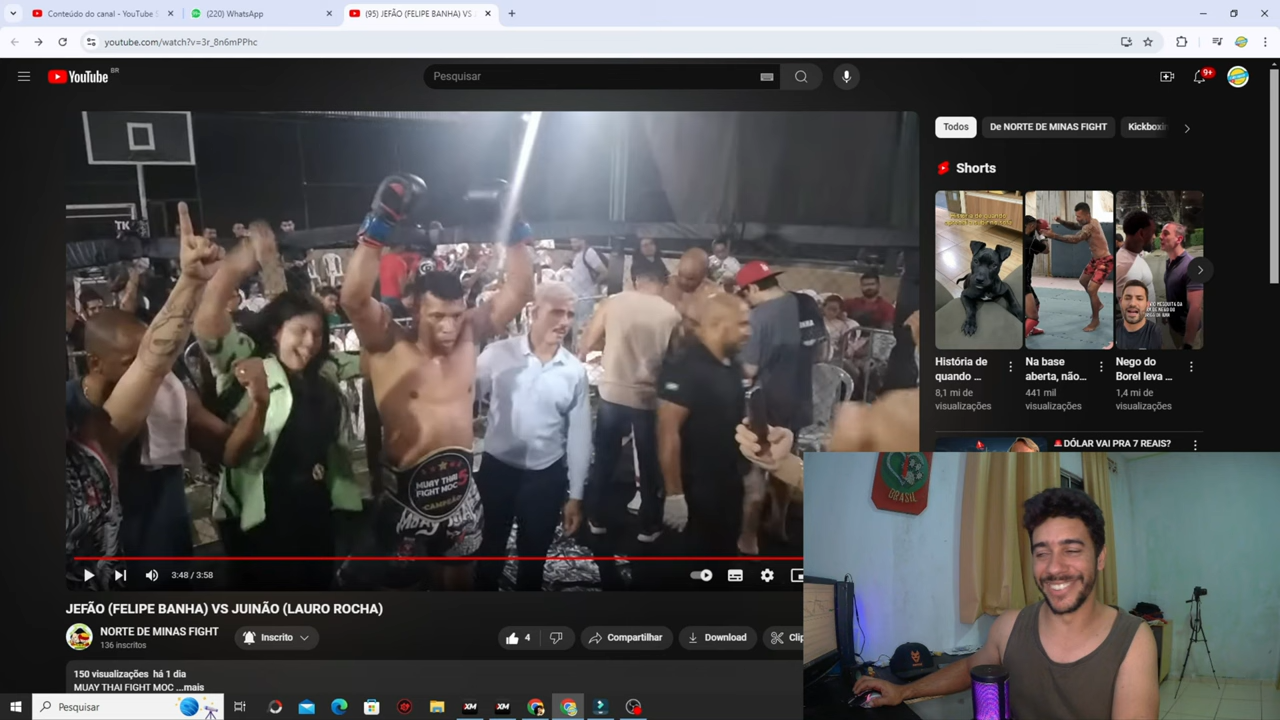 Conteúdo do canal - YouTube S
(220) WhatsApp
(95) JEFÃO (FELIPE BANHA) VS J
youtube.com/watch?v=3r_8n6mPPhc
YouTube BR
Pesquisar
9+
Todos
De NORTE DE MINAS FIGHT
Kickboxin
Shorts
TK
História de
quando ...
8,1 mi de
visualizações
Na base
aberta, não...
441 mil
visualizações
Nego do
Borel leva ...
1,4 mi de
visualizações
DÓLAR VAI PRA 7 REAIS?
MUAY THAI
FIGHT MOC
5
CAMPEÃO
MUAY THAI
BRASIL
3:48 / 3:58
JEFÃO (FELIPE BANHA) VS JUINÃO (LAURO ROCHA)
NORTE DE MINAS FIGHT
136 inscritos
Inscrito
4
Compartilhar
Download
Clip
150 visualizações há 1 dia
MUAY THAI FIGHT MOC ...mais
Pesquisar
XM
XM